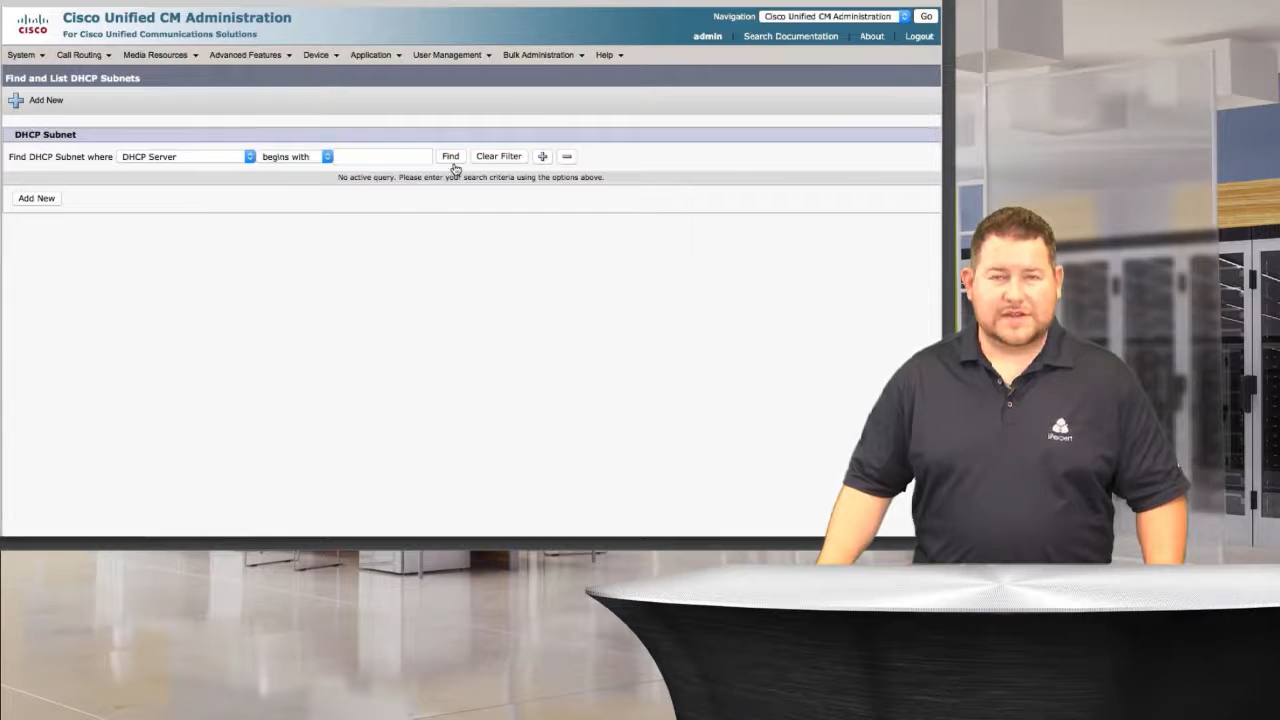 Cisco Unified CM Administration
Navigation Cisco Unified CM Administration Go
CISCO
For Cisco Unified Communications Solutions
admin | Search Documentation | About | Logout
System Call Routing Media Resources Advanced Features Device Application User Management Bulk Administration Help
Find and List DHCP Subnets
Add New
DHCP Subnet
Find DHCP Subnet where DHCP Server begins with Find Clear Filter + -
No active query. Please enter your search criteria using the options above.
Add New